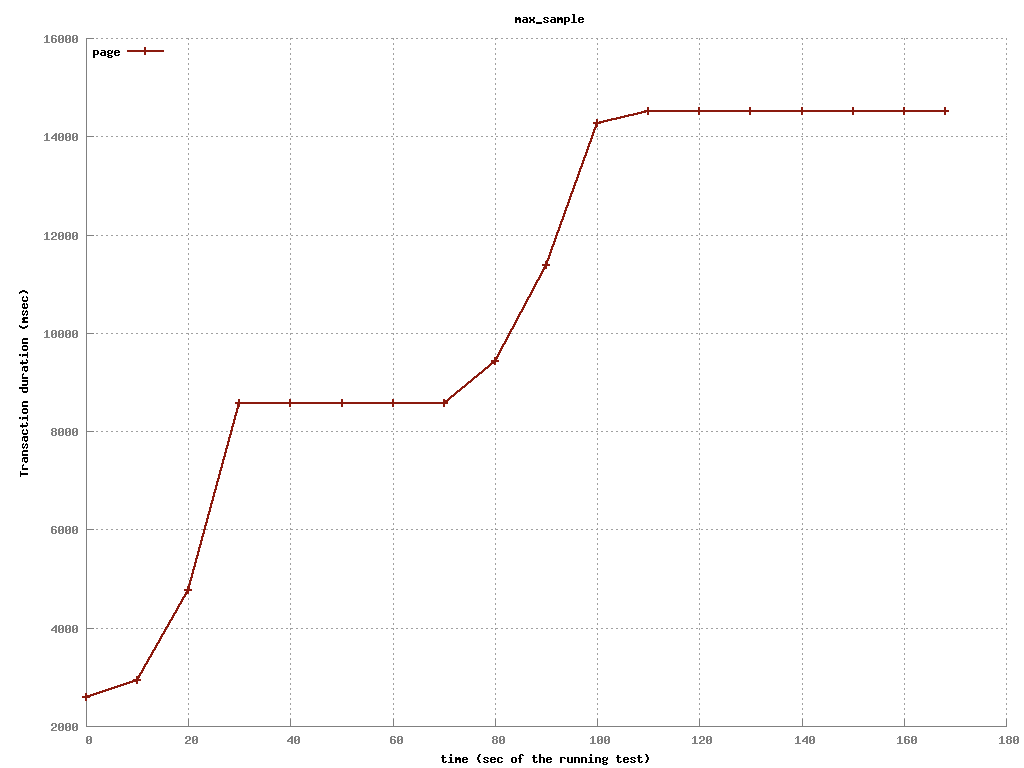 max_sample
page
16000
14000
12000
10000
8000
6000
4000
2000
Transaction duration (msec)
0 20 40 60 80 100 120 140 160 180
time (sec of the running test)